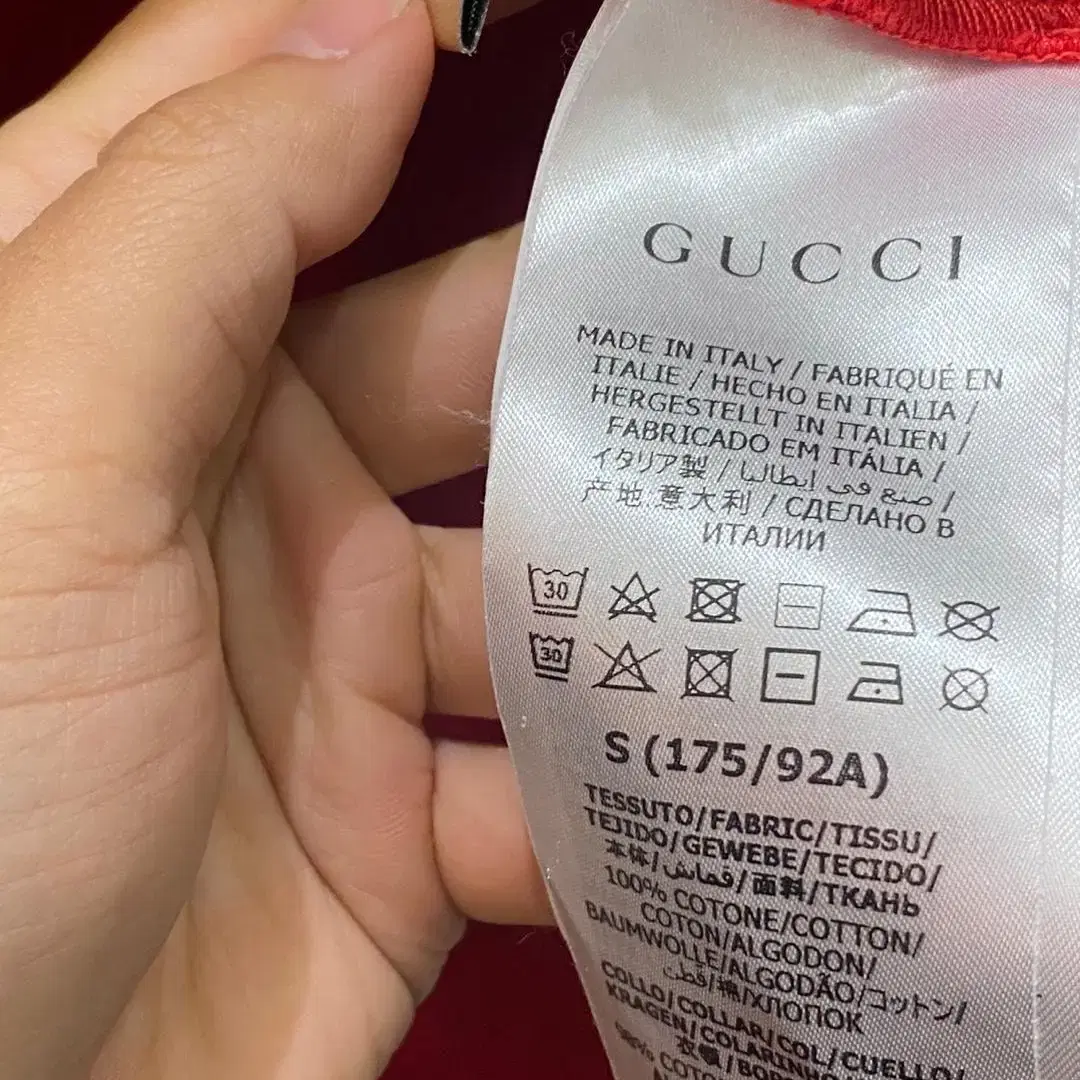 GUCCI
MADE IN ITALY / FABRIQUÉ EN
ITALIE / HECHO EN ITALIA /
HERGESTELLT IN ITALIEN /
FABRICADO EM ITÁLIA /
イタリア製 / صنع في إيطاليا /
产地:意大利 / СДЕЛАНО В
ИТАЛИИ
30
30
S (175/92A)
TESSUTO/FABRIC/TISSU/
TEJIDO/GEWEBE/TECIDO/
本体/قماش/面料/ТКАНЬ
100% COTONE/COTTON/
COTON/ALGODON/
BAUMWOLLE/ALGODÃO/コットン/
قطن/棉/ХЛОПОК
COLLO/COLLAR/COL/CUELLO/
KRAGEN/COLARINHO/